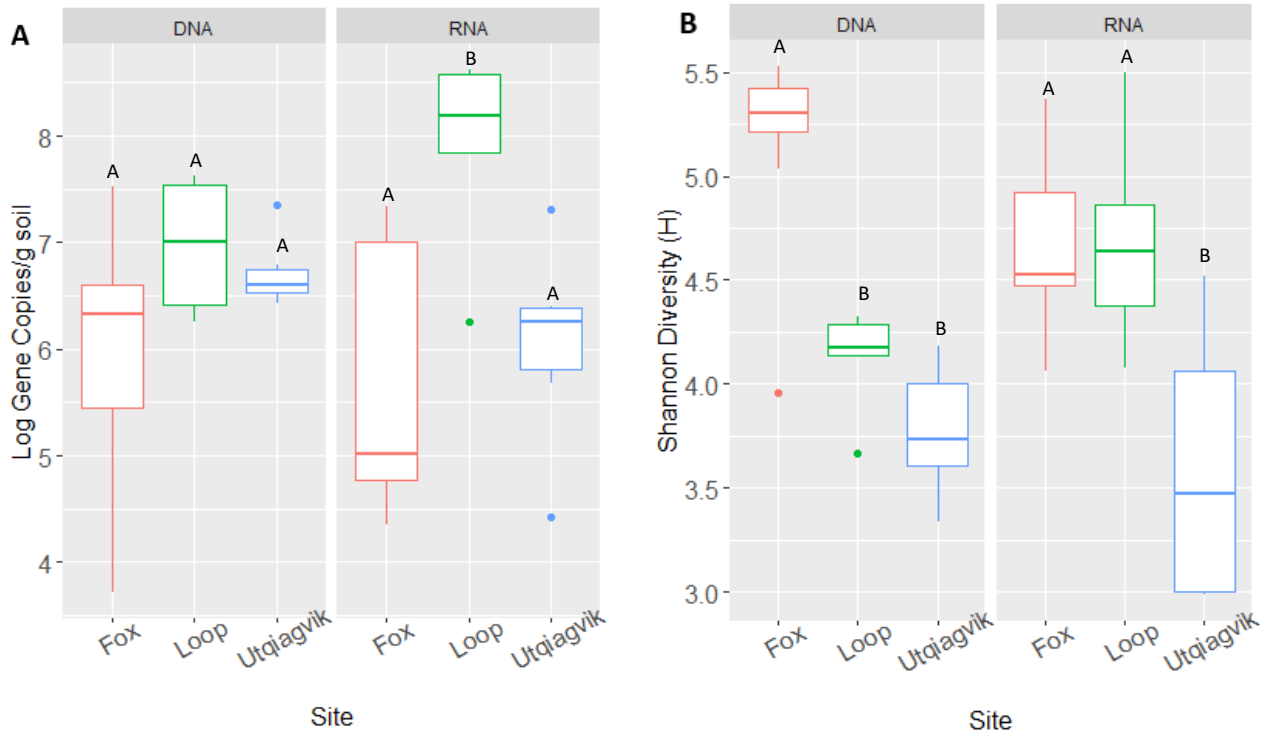 A
DNA
RNA
A
A
A
A
B
A
Log Gene Copies/g soil
8
7
6
5
4
Fox
Loop
Utqiagvik
Fox
Loop
Utqiagvik
Site
B
DNA
RNA
A
B
B
A
A
B
Shannon Diversity (H)
5.5
5.0
4.5
4.0
3.5
3.0
Fox
Loop
Utqiagvik
Fox
Loop
Utqiagvik
Site